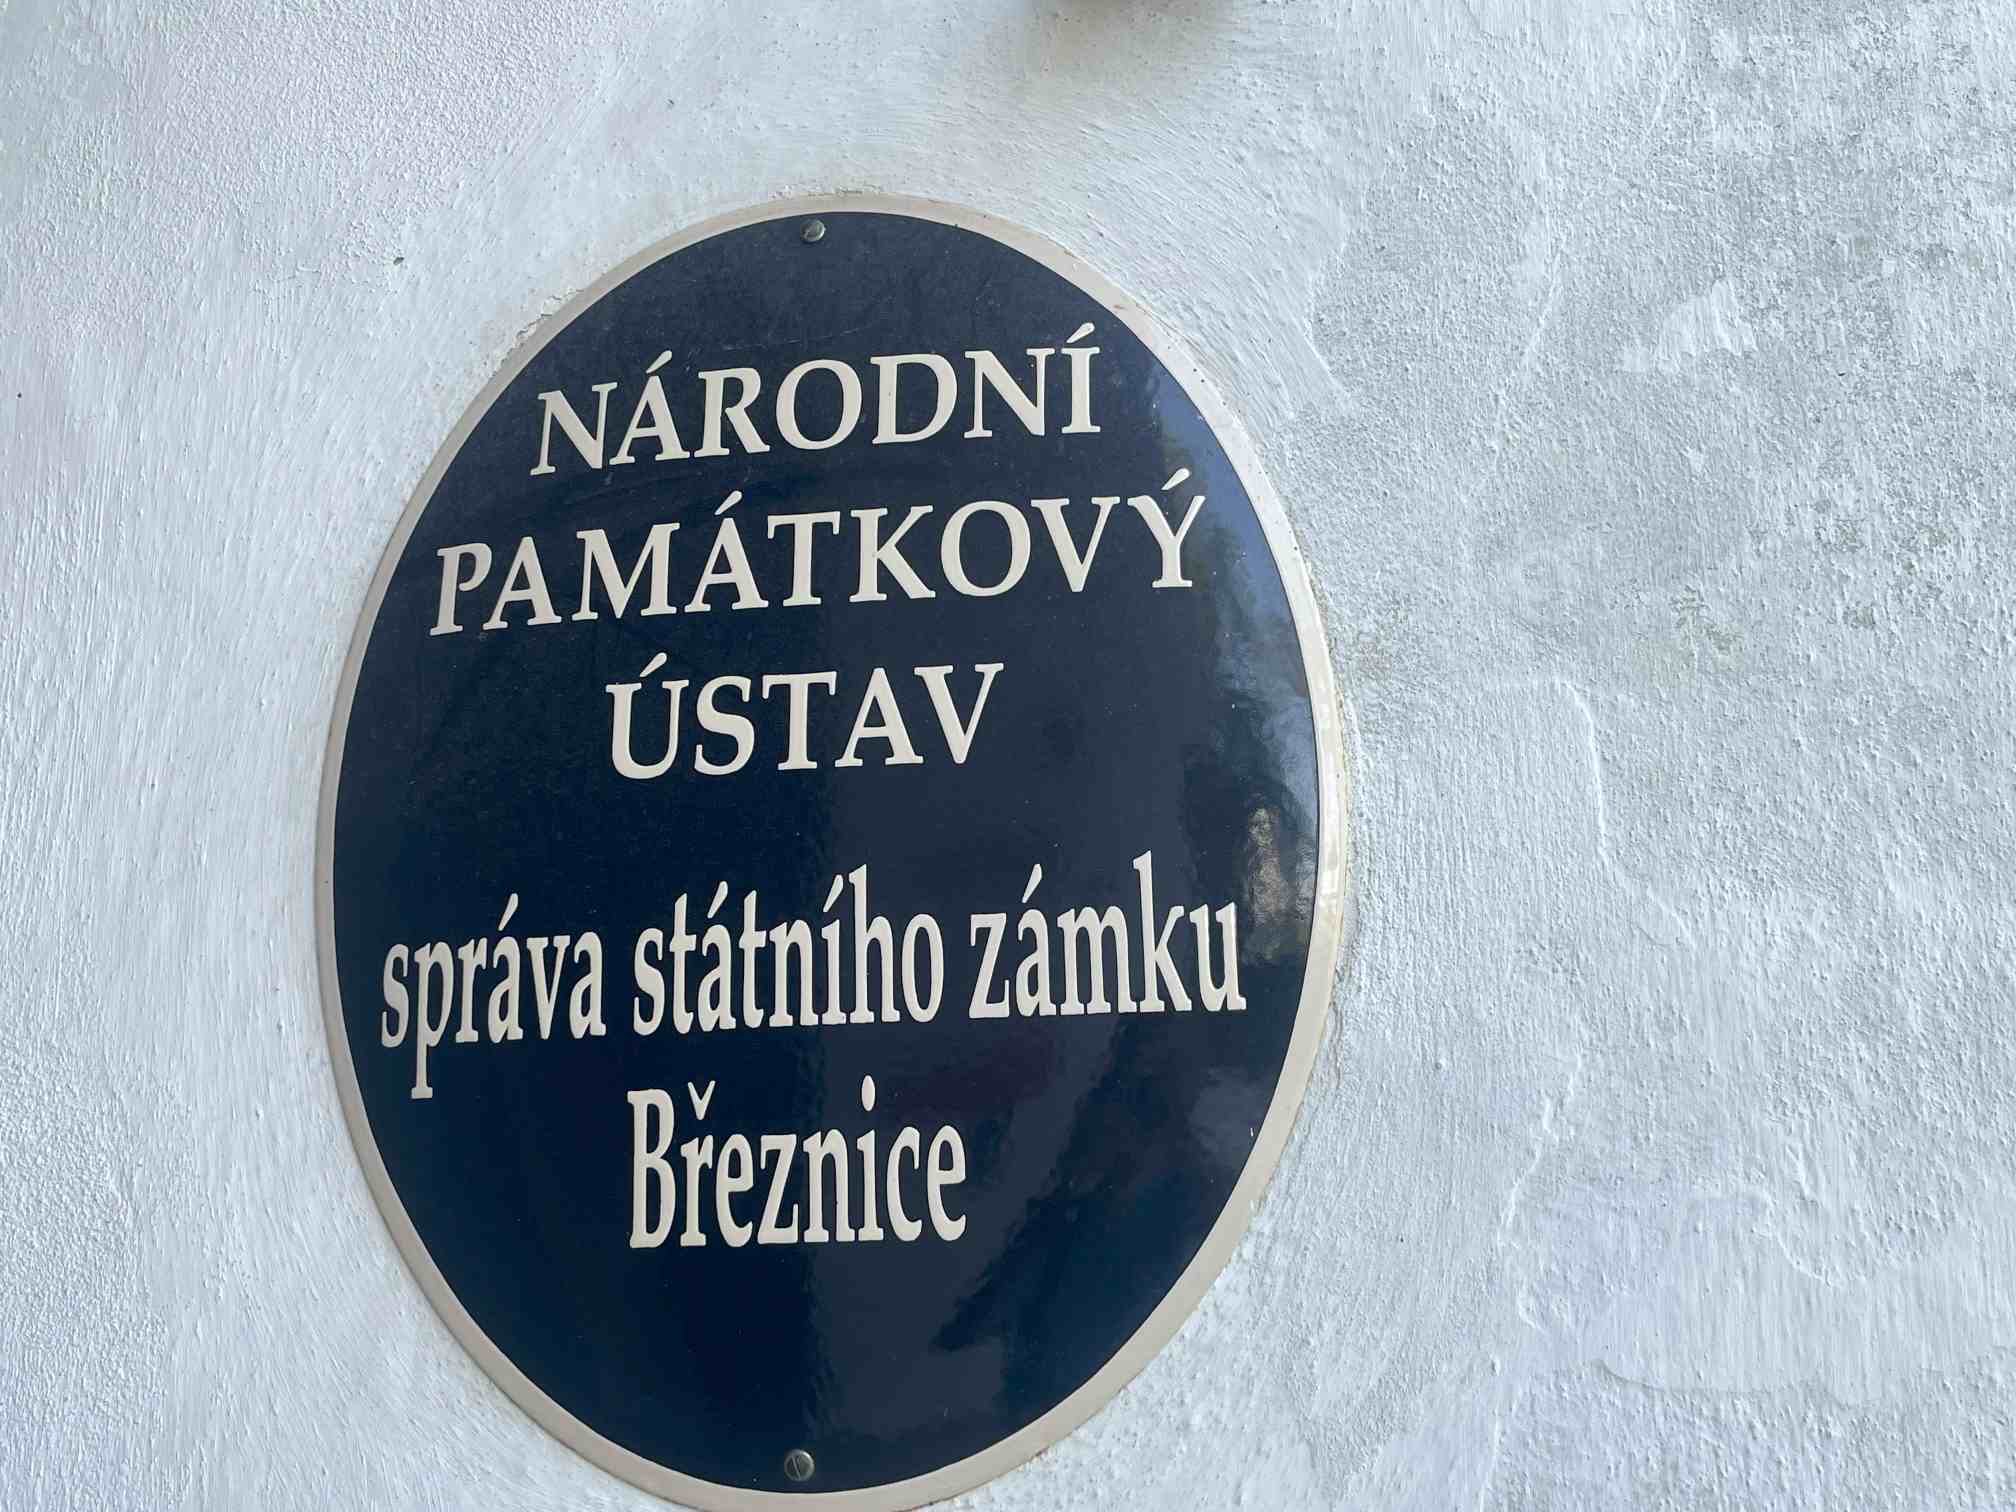 NÁRODNÍ
PAMÁTKOVÝ
ÚSTAV
správa státního zámku
Březnice